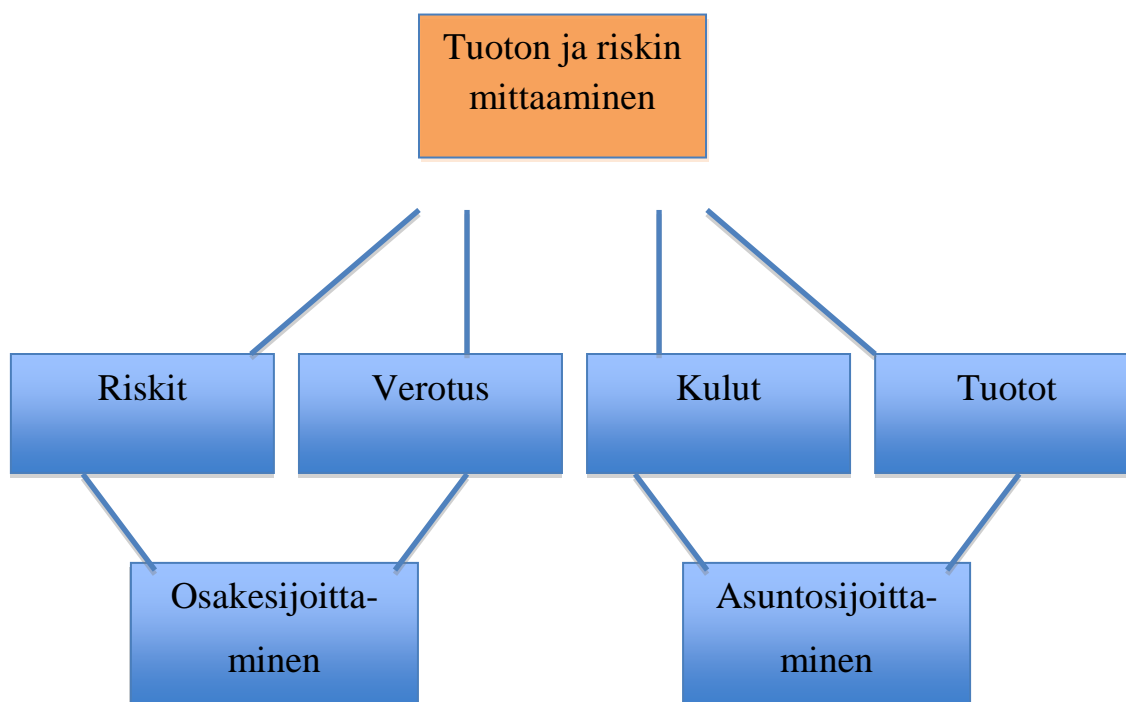 Tuoton ja riskin
mittaaminen
Riskit
Verotus
Kulut
Tuotot
Osakesijoitta-
minen
Asuntosijoitta-
minen